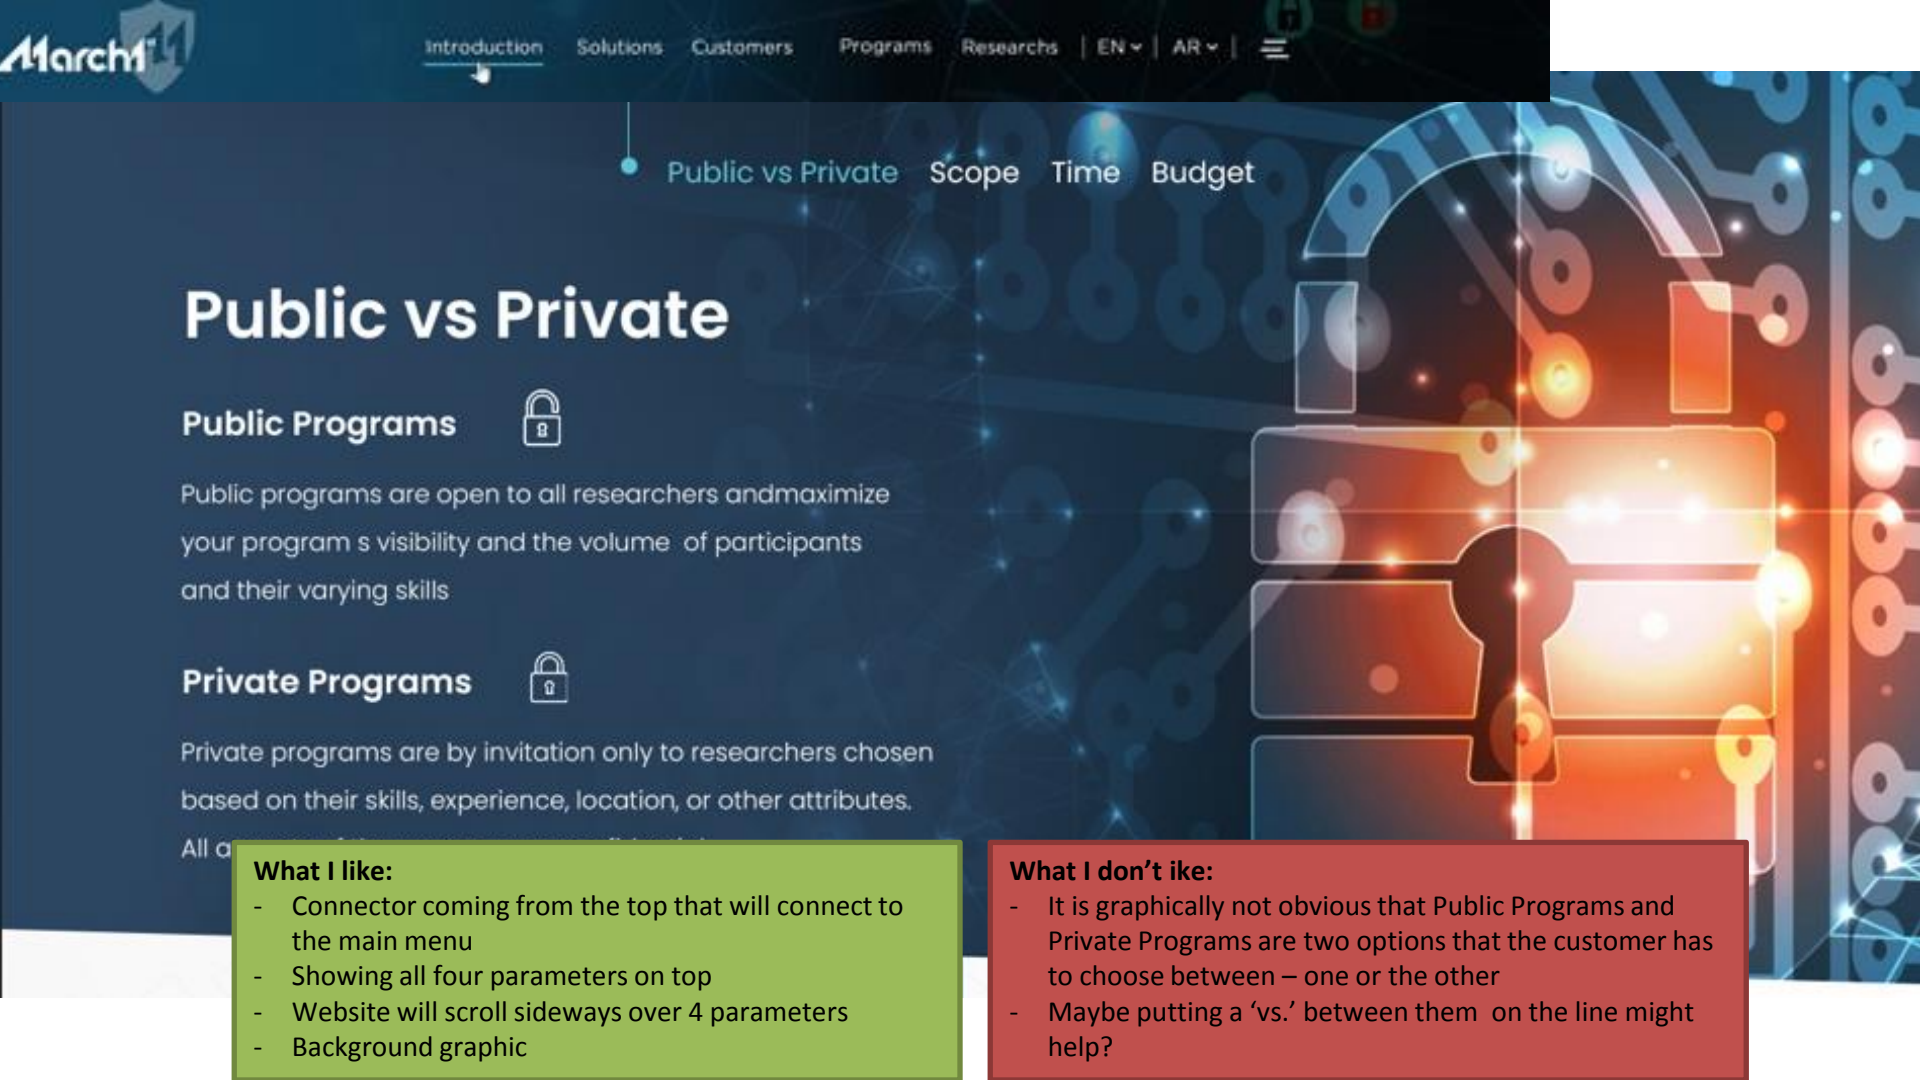 March
Introduction Solutions Customers Programs Researchs | EN | AR |
Public vs Private Scope Time Budget
Public vs Private
Public Programs
Public programs are open to all researchers andmaximize
your program s visibility and the volume of participants
and their varying skills
Private Programs
Private programs are by invitation only to researchers chosen
based on their skills, experience, location, or other attributes.
All
What I like:
- Connector coming from the top that will connect to
the main menu
- Showing all four parameters on top
- Website will scroll sideways over 4 parameters
- Background graphic
What I don’t ike:
- It is graphically not obvious that Public Programs and
Private Programs are two options that the customer has
to choose between – one or the other
- Maybe putting a ‘vs.’ between them on the line might
help?